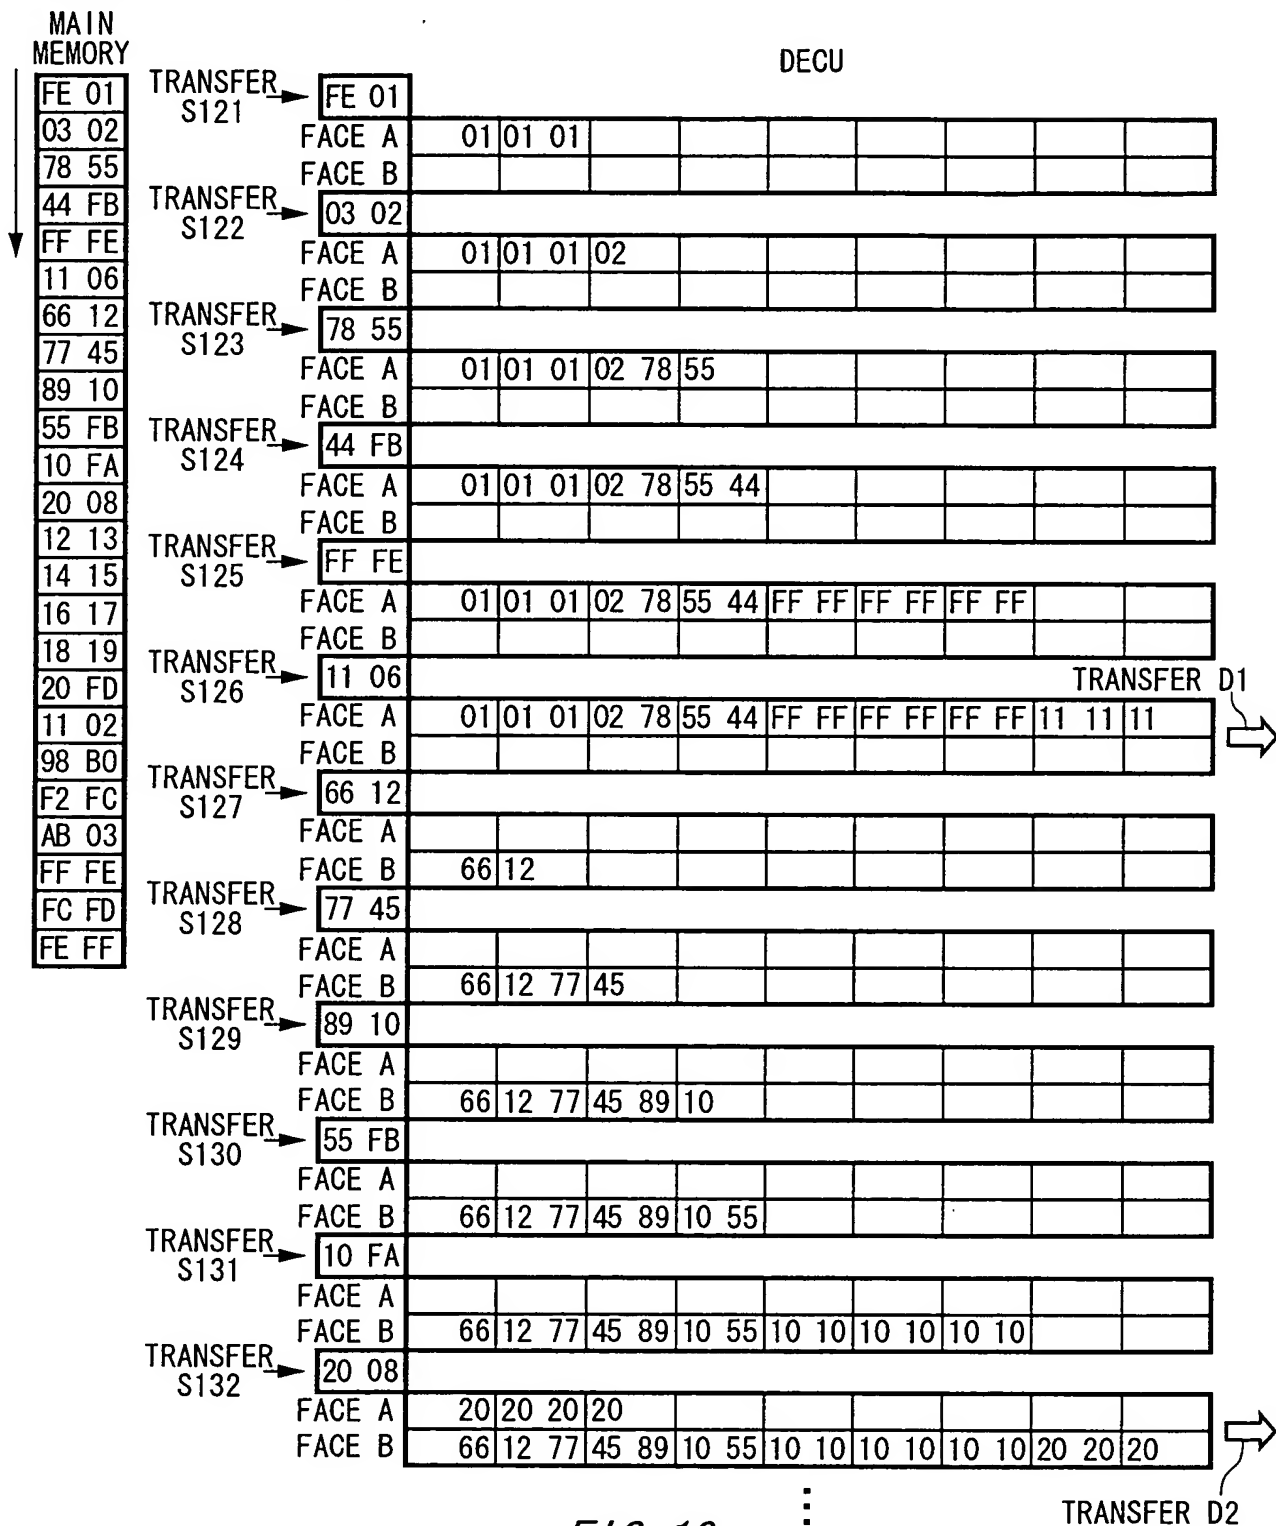 MAIN
MEMORY
DECU
FE 01
03 02
78 55
44 FB
FF FE
11 06
66 12
77 45
89 10
55 FB
10 FA
20 08
12 13
14 15
16 17
18 19
20 FD
11 02
98 B0
F2 FC
AB 03
FF FE
FC FD
FE FF
TRANSFER S121 FE 01
FACE A 01 01 01
FACE B
TRANSFER S122 03 02
FACE A 01 01 01 02
FACE B
TRANSFER S123 78 55
FACE A 01 01 01 02 78 55
FACE B
TRANSFER S124 44 FB
FACE A 01 01 01 02 78 55 44
FACE B
TRANSFER S125 FF FE
FACE A 01 01 01 02 78 55 44 FF FF FF FF FF FF
FACE B
TRANSFER S126 11 06
TRANSFER D1
FACE A 01 01 01 02 78 55 44 FF FF FF FF FF FF 11 11 11
FACE B
TRANSFER S127 66 12
FACE A
FACE B 66 12
TRANSFER S128 77 45
FACE A
FACE B 66 12 77 45
TRANSFER S129 89 10
FACE A
FACE B 66 12 77 45 89 10
TRANSFER S130 55 FB
FACE A
FACE B 66 12 77 45 89 10 55
TRANSFER S131 10 FA
FACE A
FACE B 66 12 77 45 89 10 55 10 10 10 10 10 10
TRANSFER S132 20 08
FACE A 20 20 20 20
FACE B 66 12 77 45 89 10 55 10 10 10 10 10 10 20 20 20
TRANSFER D2